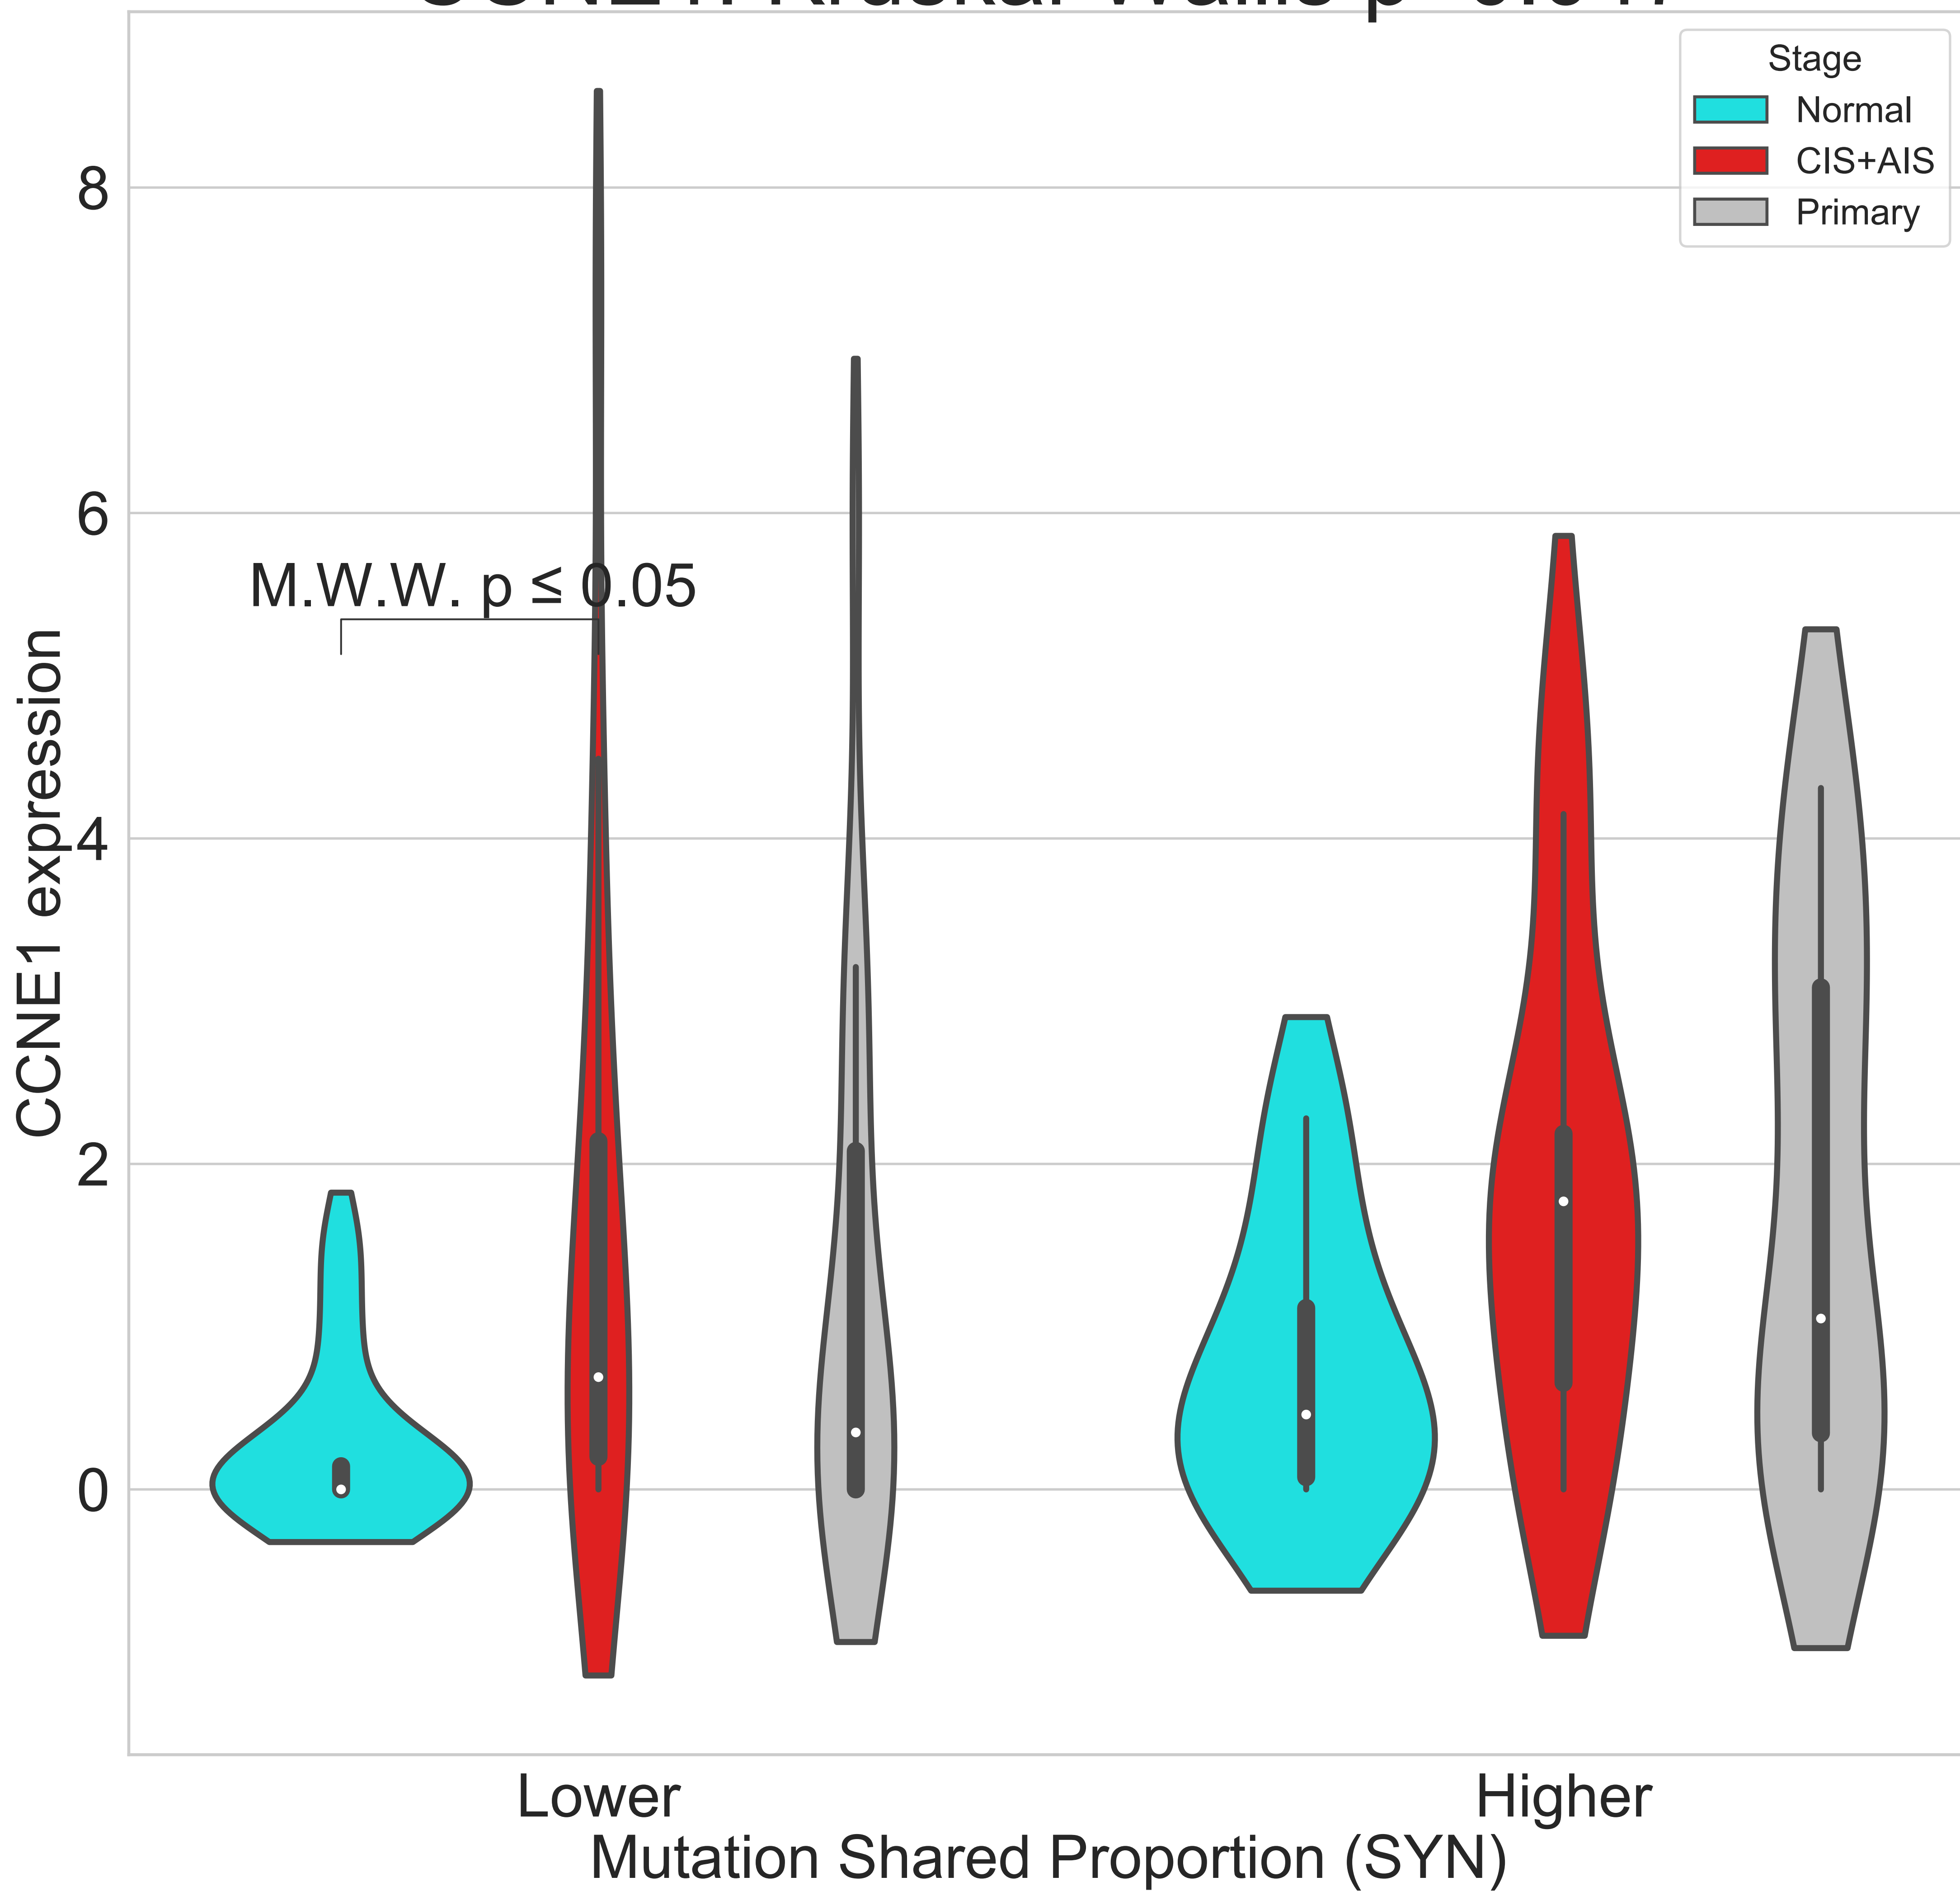 Stage
Normal
CIS+AIS
Primary
8
6
4
2
0
M.W.W. p ≤ 0.05
CCNE1 expression
Lower
Higher
Mutation Shared Proportion (SYN)